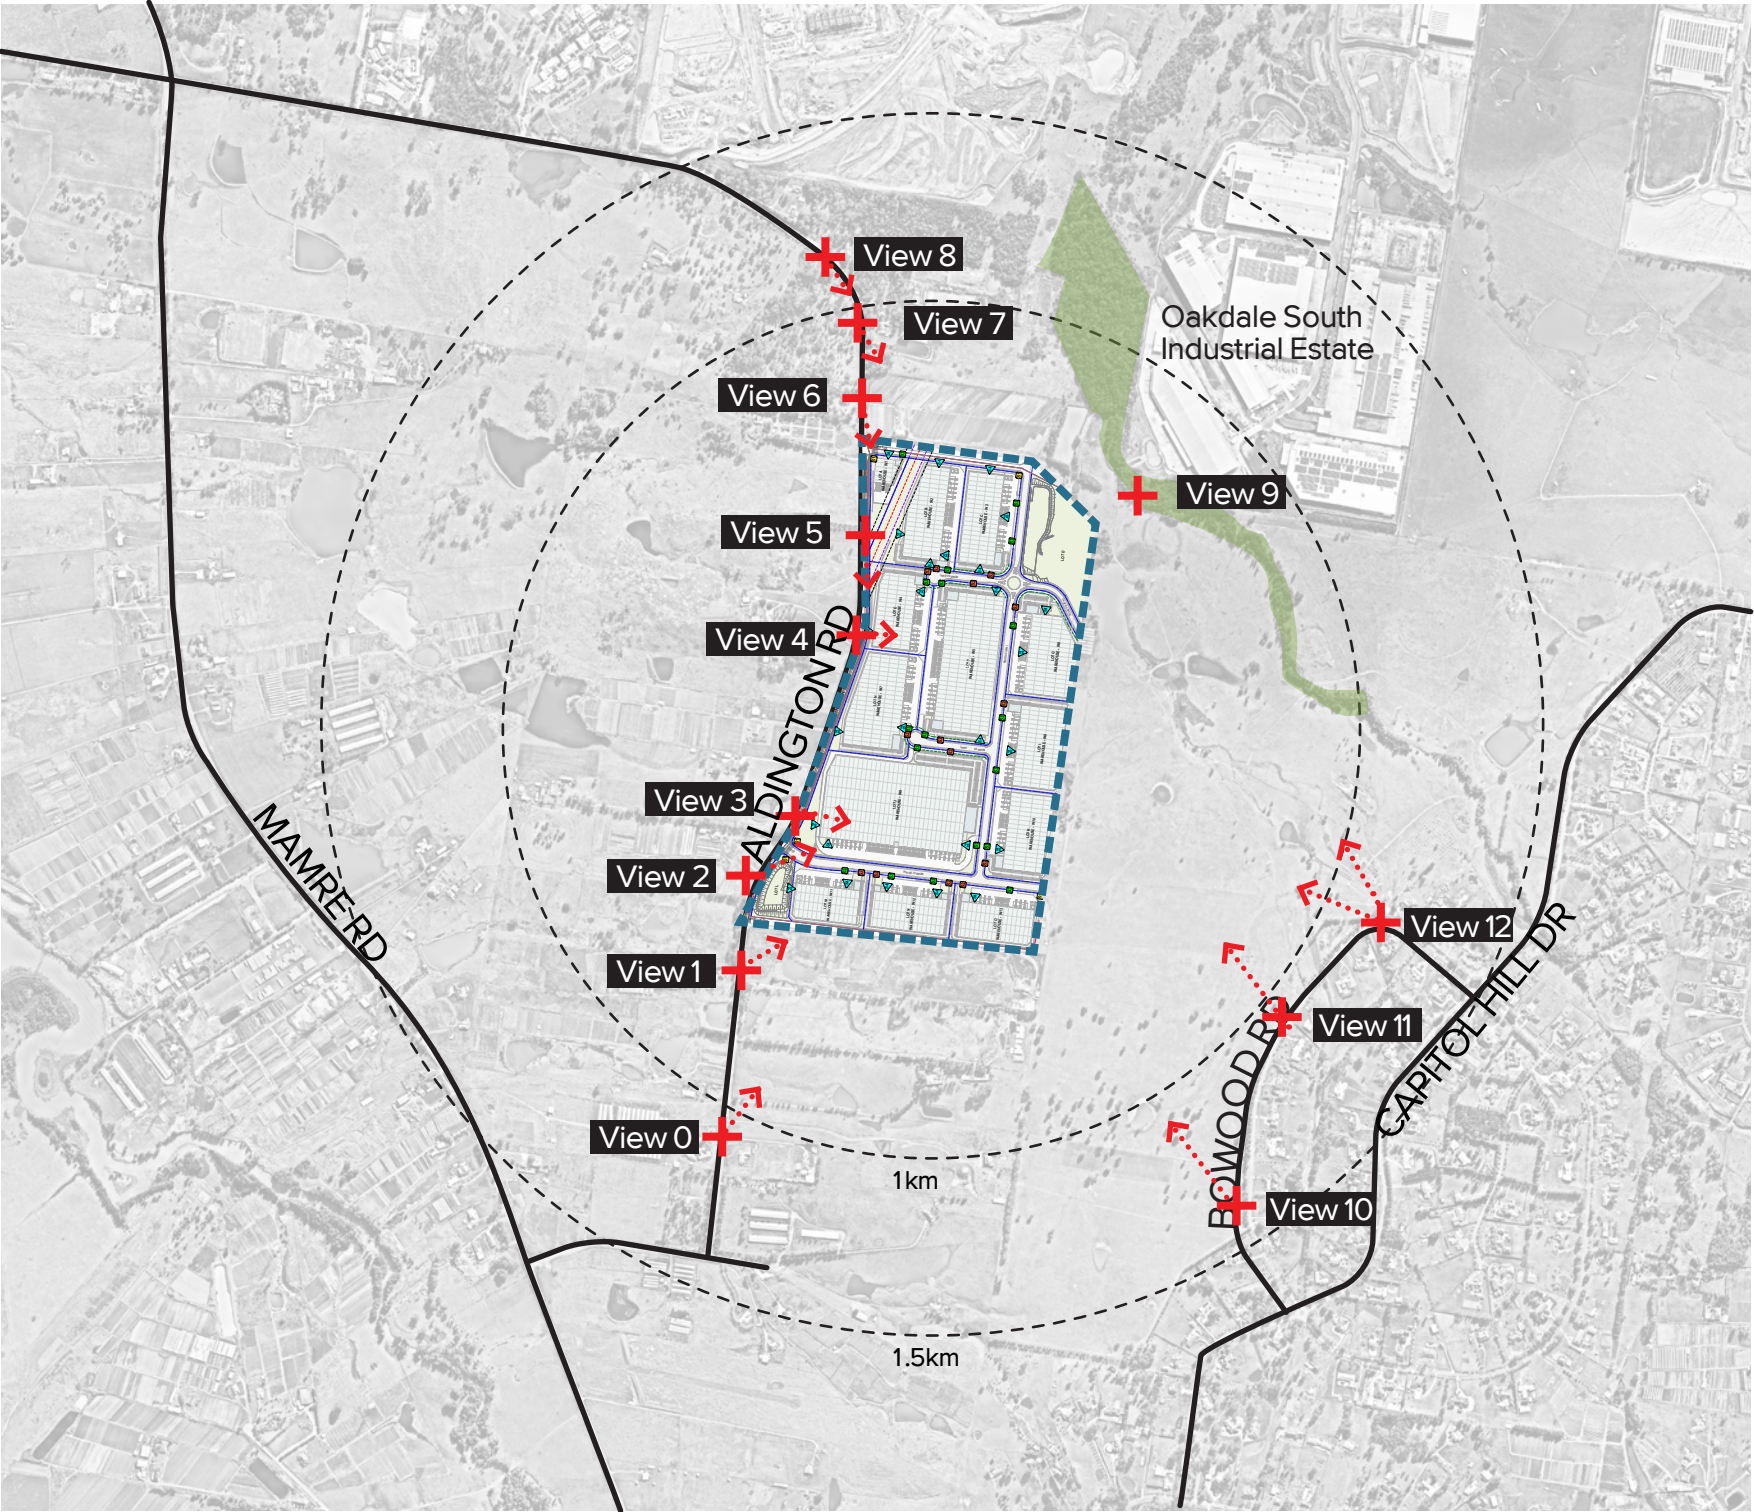 View 8
View 7
Oakdale South
Industrial Estate
View 6
View 9
View 5
View 4
ALDINGTON RD
View 3
MAMRE RD
View 2
View 12
CAPITOL HILL DR
View 1
View 11
BOWOOD RD
View 0
1km
View 10
1.5km